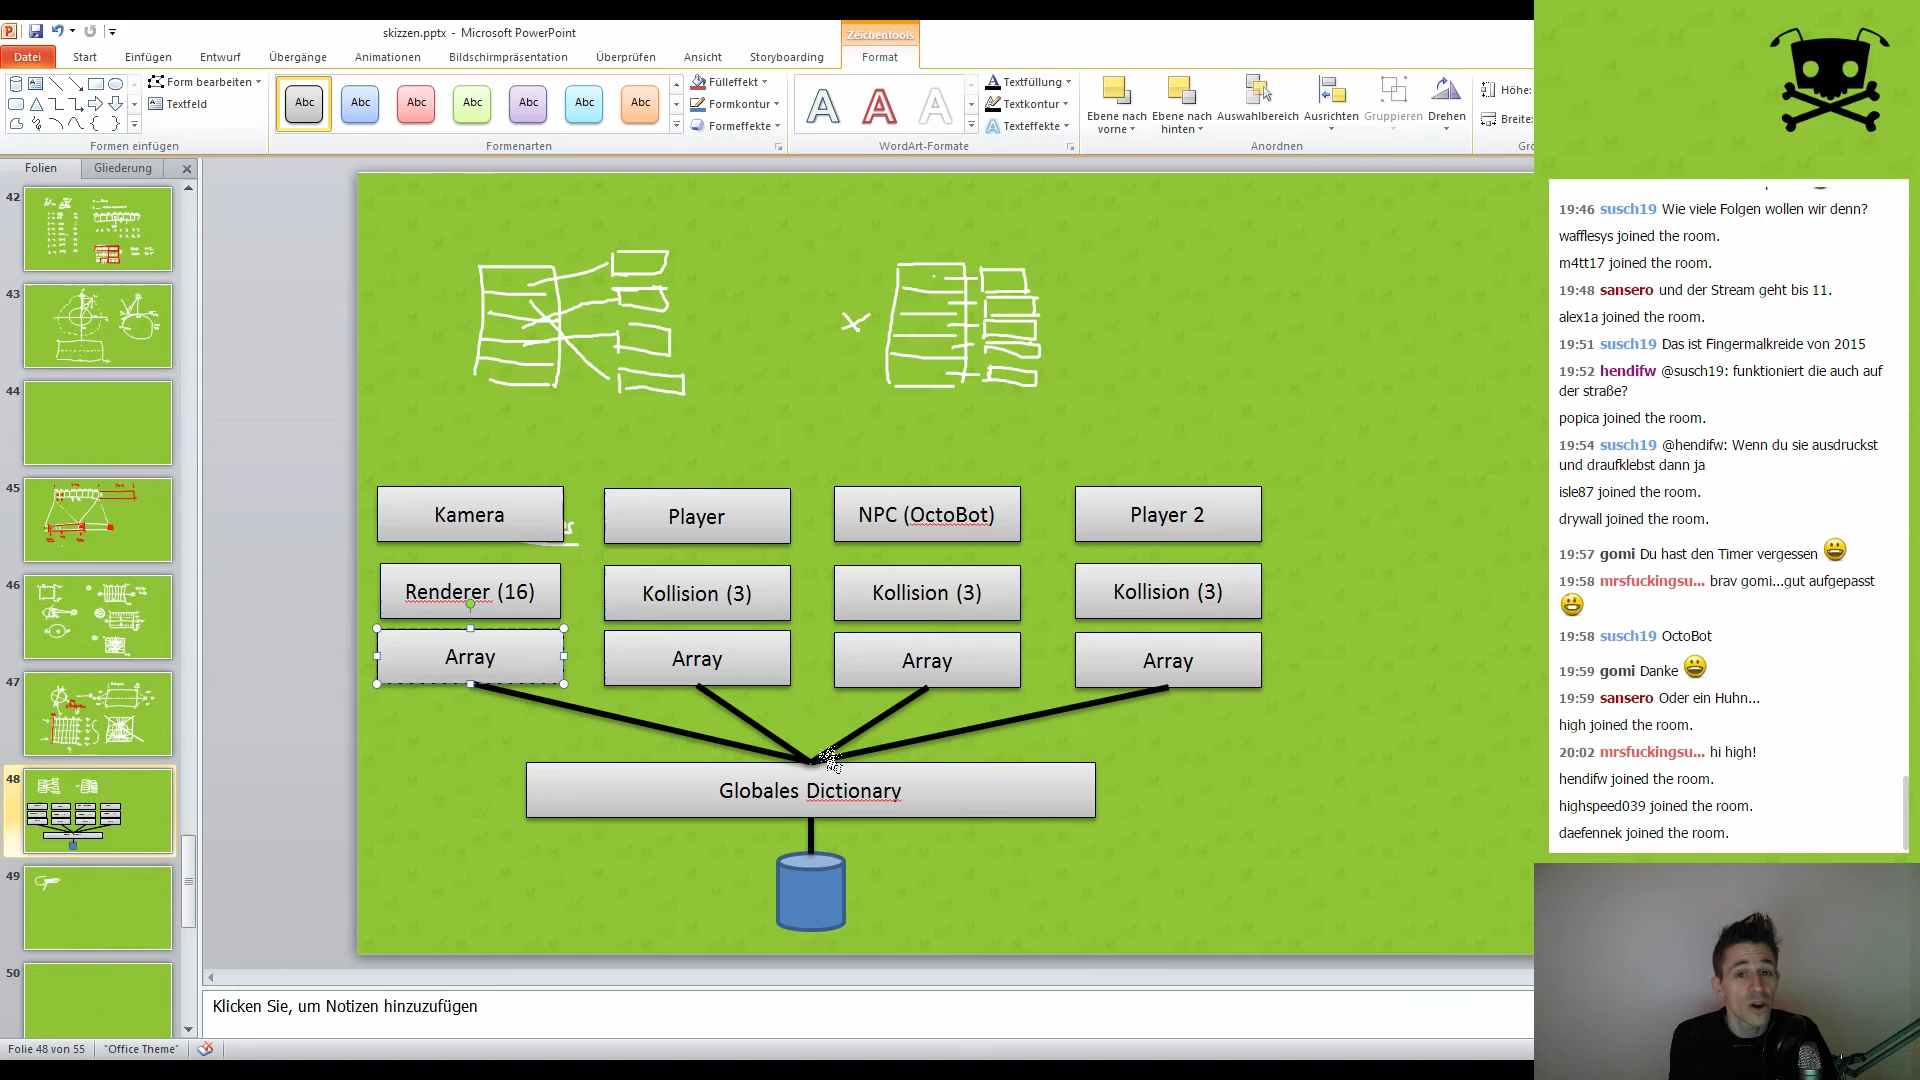 skizzen.pptx - Microsoft PowerPoint
Zeichentools
Datei
Start
Einfügen
Entwurf
Übergänge
Animationen
Bildschirmpräsentation
Überprüfen
Ansicht
Storyboarding
Format
Form bearbeiten
Textfeld
Formen einfügen
Abc
Abc
Abc
Abc
Abc
Abc
Abc
Fülleffekt
Formkontur
Formeffekte
Formenarten
A
A
A
Textfüllung
Textkontur
Texteffekte
WordArt-Formate
Ebene nach vorne
Ebene nach hinten
Auswahlbereich
Ausrichten
Gruppieren
Drehen
Anordnen
Höhe:
Breite:
Folien
Gliederung
42
43
44
45
46
47
48
49
50
Kamera
Player
NPC (OctoBot)
Player 2
Renderer (16)
Kollision (3)
Kollision (3)
Kollision (3)
Array
Array
Array
Array
Globales Dictionary
Klicken Sie, um Notizen hinzuzufügen
Folie 48 von 55
"Office Theme"
19:46 susch19 Wie viele Folgen wollen wir denn?
wafflesys joined the room.
m4tt17 joined the room.
19:48 sansero und der Stream geht bis 11.
alex1a joined the room.
19:51 susch19 Das ist Fingermalkreide von 2015
19:52 hendifw @susch19: funktioniert die auch auf
der straße?
popica joined the room.
19:54 susch19 @hendifw: Wenn du sie ausdruckst
und draufklebst dann ja
isle87 joined the room.
drywall joined the room.
19:57 gomi Du hast den Timer vergessen
19:58 mrsfuckingsu... brav gomi...gut aufgepasst
19:58 susch19 OctoBot
19:59 gomi Danke
19:59 sansero Oder ein Huhn...
high joined the room.
20:02 mrsfuckingsu... hi high!
hendifw joined the room.
highspeed039 joined the room.
daefennek joined the room.